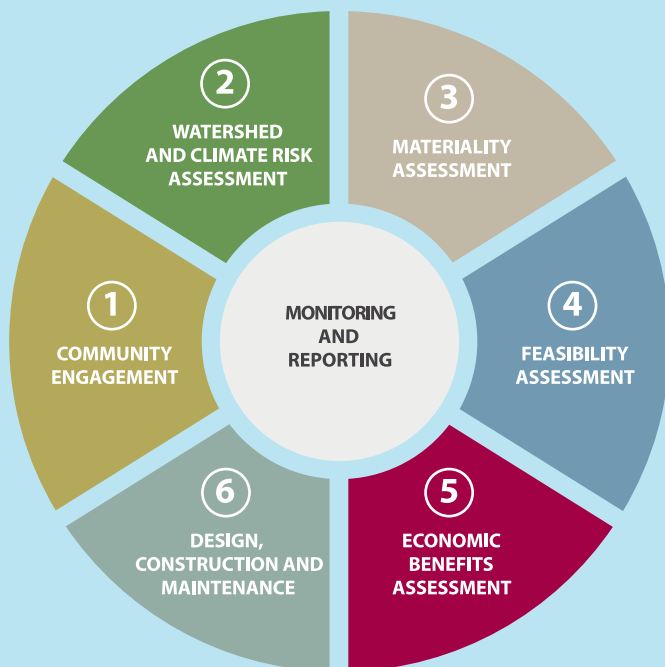 1
COMMUNITY
ENGAGEMENT
2
WATERSHED
AND CLIMATE RISK
ASSESSMENT
3
MATERIALITY
ASSESSMENT
4
FEASIBILITY
ASSESSMENT
5
ECONOMIC
BENEFITS
ASSESSMENT
6
DESIGN,
CONSTRUCTION AND
MAINTENANCE
MONITORING
AND
REPORTING